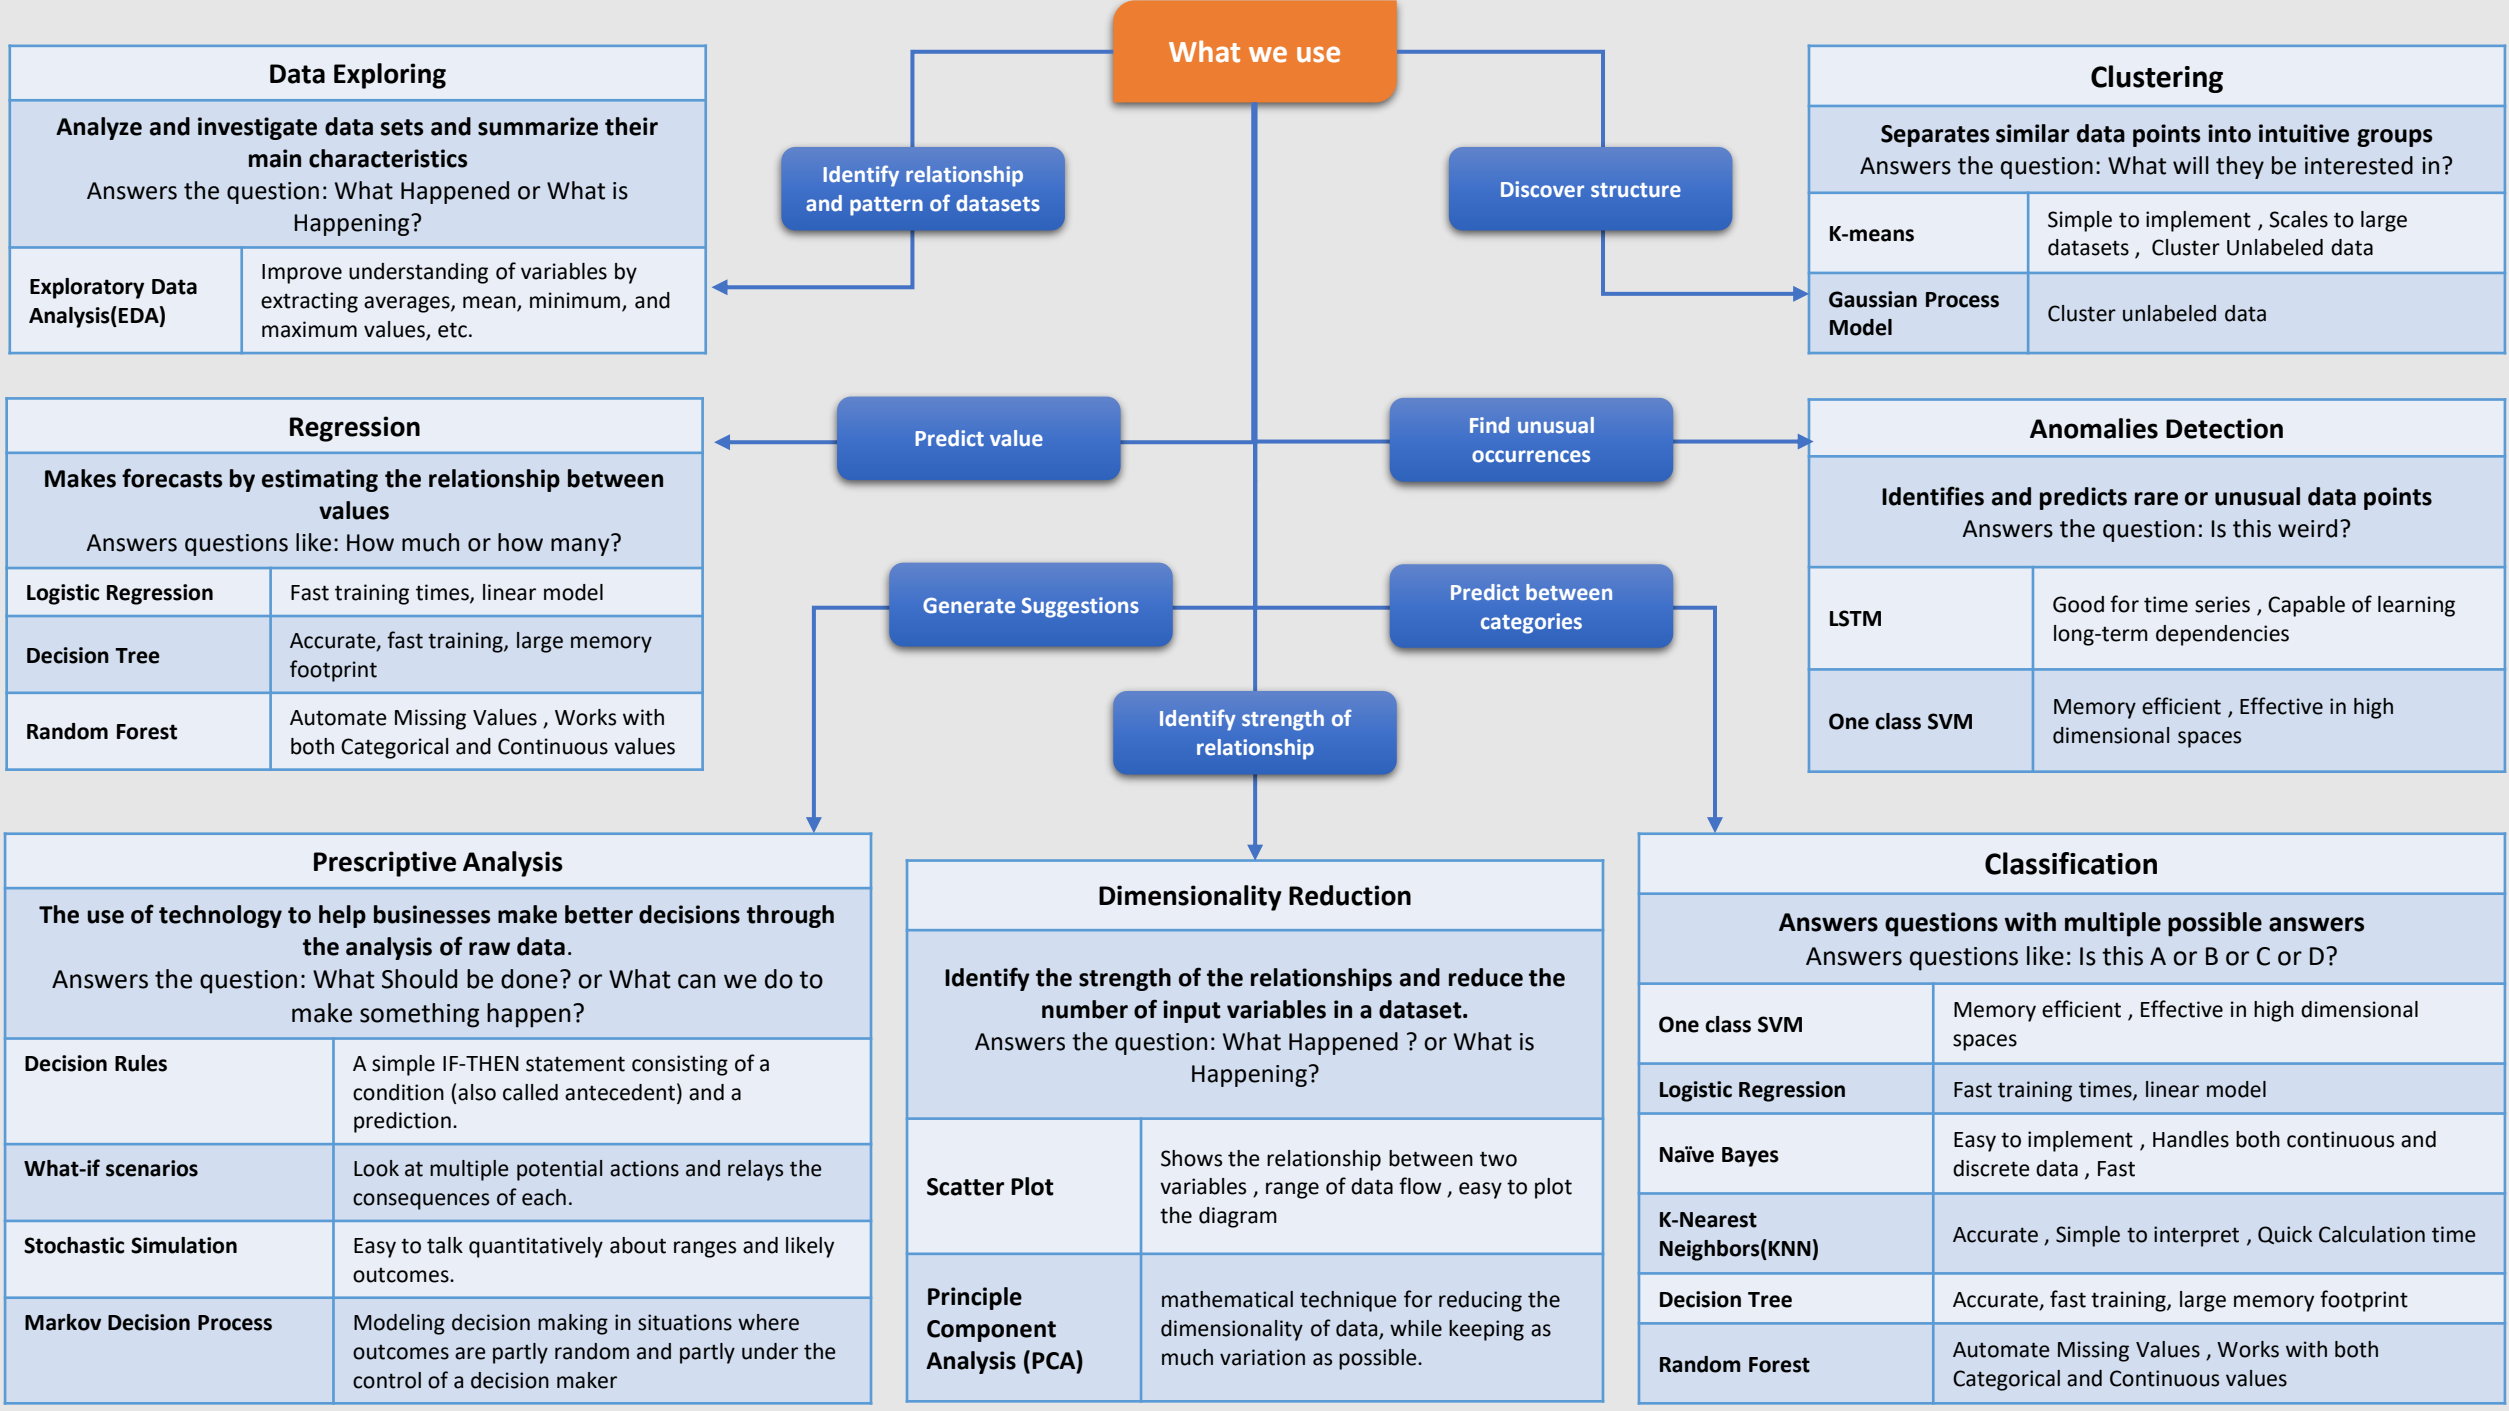 What we use
Data Exploring
Analyze and investigate data sets and summarize their
main characteristics
Answers the question: What Happened or What is
Happening?
Exploratory Data
Analysis(EDA)
Improve understanding of variables by
extracting averages, mean, minimum, and
maximum values, etc.
Identify relationship
and pattern of datasets
Discover structure
Clustering
Separates similar data points into intuitive groups
Answers the question: What will they be interested in?
K-means
Simple to implement , Scales to large
datasets , Cluster Unlabeled data
Gaussian Process
Model
Cluster unlabeled data
Regression
Makes forecasts by estimating the relationship between
values
Answers questions like: How much or how many?
Logistic Regression
Fast training times, linear model
Decision Tree
Accurate, fast training, large memory
footprint
Random Forest
Automate Missing Values , Works with
both Categorical and Continuous values
Predict value
Find unusual
occurrences
Anomalies Detection
Identifies and predicts rare or unusual data points
Answers the question: Is this weird?
LSTM
Good for time series , Capable of learning
long-term dependencies
One class SVM
Memory efficient , Effective in high
dimensional spaces
Generate Suggestions
Predict between
categories
Identify strength of
relationship
Prescriptive Analysis
The use of technology to help businesses make better decisions through
the analysis of raw data.
Answers the question: What Should be done? or What can we do to
make something happen?
Decision Rules
A simple IF-THEN statement consisting of a
condition (also called antecedent) and a
prediction.
What-if scenarios
Look at multiple potential actions and relays the
consequences of each.
Stochastic Simulation
Easy to talk quantitatively about ranges and likely
outcomes.
Markov Decision Process
Modeling decision making in situations where
outcomes are partly random and partly under the
control of a decision maker
Dimensionality Reduction
Identify the strength of the relationships and reduce the
number of input variables in a dataset.
Answers the question: What Happened ? or What is
Happening?
Scatter Plot
Shows the relationship between two
variables , range of data flow , easy to plot
the diagram
Principle
Component
Analysis (PCA)
mathematical technique for reducing the
dimensionality of data, while keeping as
much variation as possible.
Classification
Answers questions with multiple possible answers
Answers questions like: Is this A or B or C or D?
One class SVM
Memory efficient , Effective in high dimensional
spaces
Logistic Regression
Fast training times, linear model
Naïve Bayes
Easy to implement , Handles both continuous and
discrete data , Fast
K-Nearest
Neighbors(KNN)
Accurate , Simple to interpret , Quick Calculation time
Decision Tree
Accurate, fast training, large memory footprint
Random Forest
Automate Missing Values , Works with both
Categorical and Continuous values